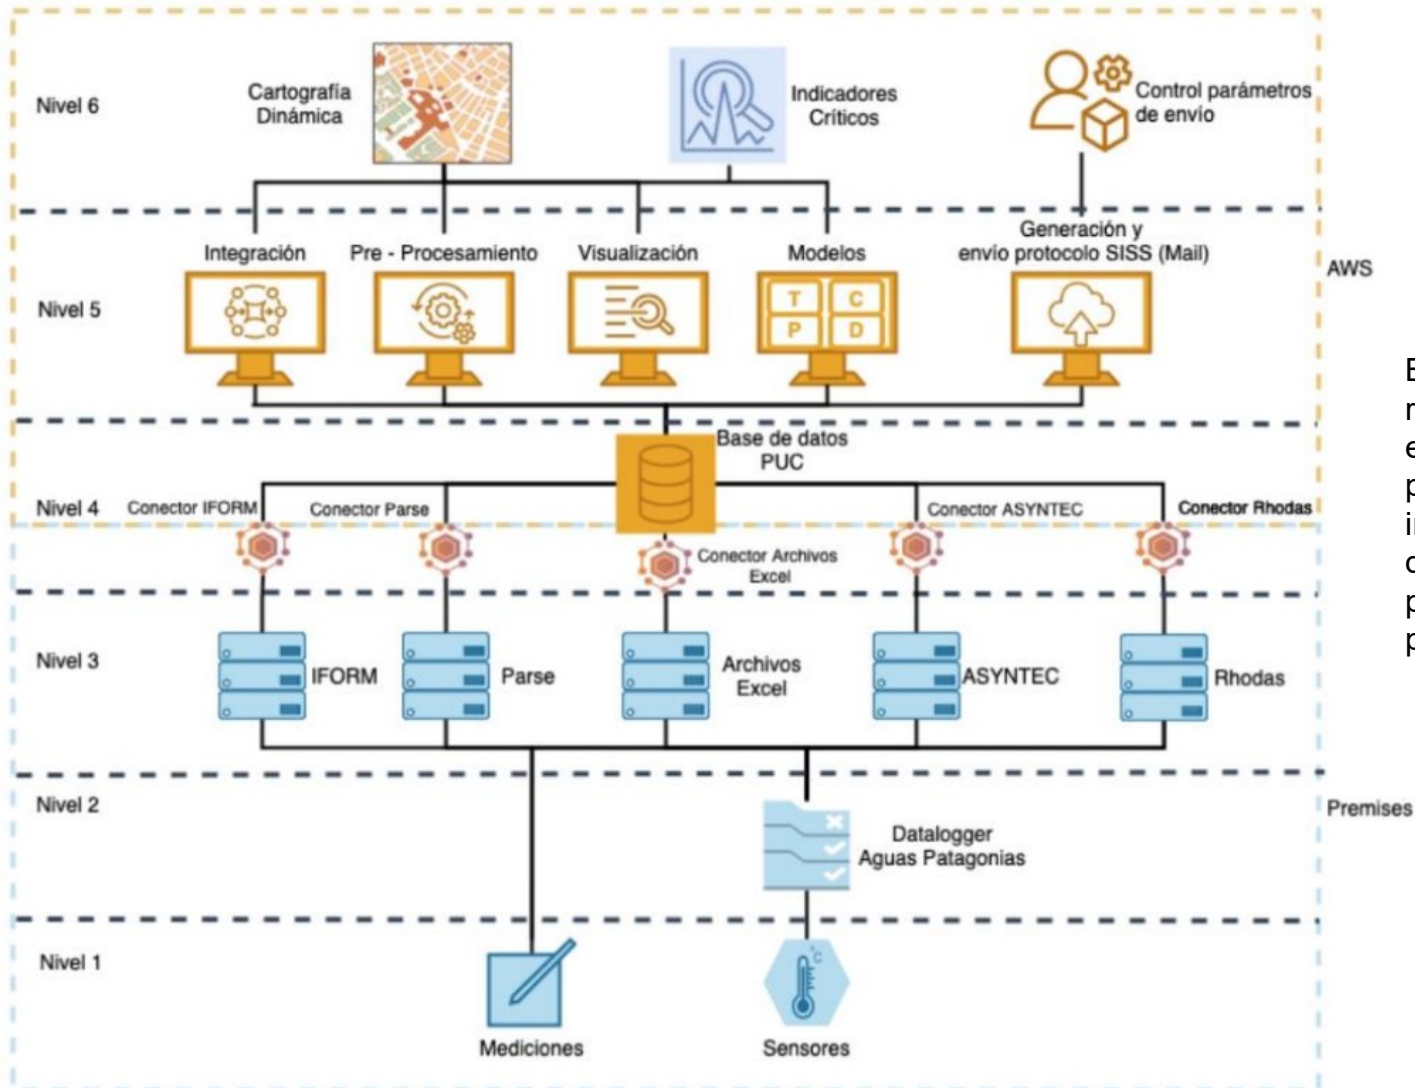 Nivel 6
Cartografía
Dinámica
Indicadores
Críticos
Control parámetros
de envío
Generación y
envío protocolo SISS (Mail)
Integración
Pre - Procesamiento
Visualización
Modelos
AWS
Nivel 5
T C
P D
Base de datos
PUC
Nivel 4
Conector IFORM
Conector Parse
Conector ASYNTEC
Conector Rhodas
Conector Archivos
Excel
Nivel 3
IFORM
Parse
Archivos
Excel
ASYNTEC
Rhodas
Nivel 2
Datalogger
Aguas Patagonias
Premises
Nivel 1
°C
Mediciones
Sensores